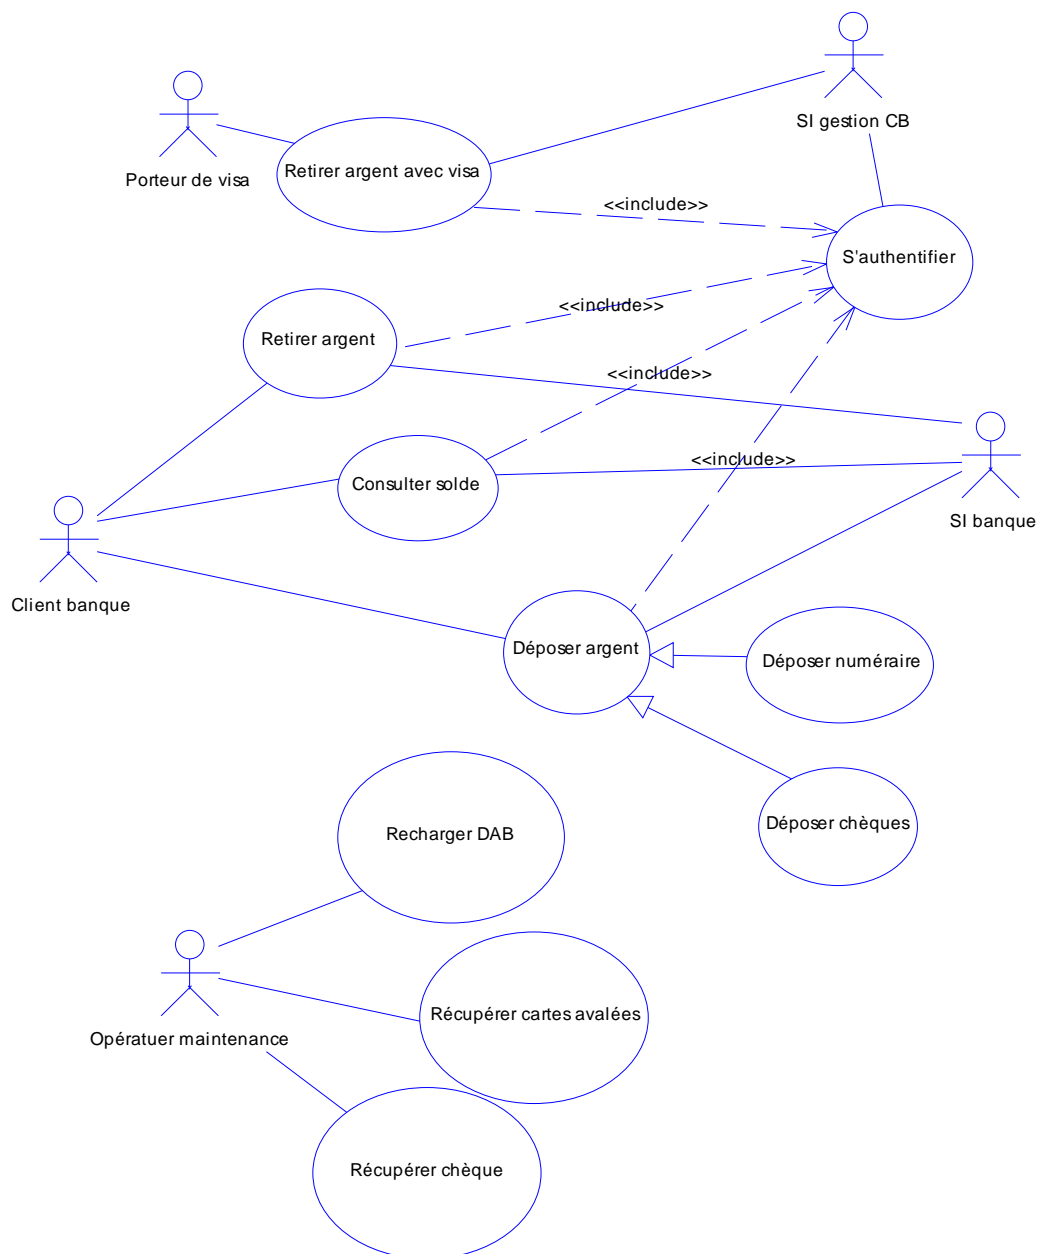 SI gestion CB
Retirer argent avec visa
Porteur de visa
<<include>>
S'authentifier
<<include>>
Retirer argent
<<include>>
<<include>>
Consulter solde
SI banque
Client banque
Déposer argent
Déposer numéraire
Déposer chèques
Recharger DAB
Récupérer cartes avalées
Opératuer maintenance
Récupérer chèque